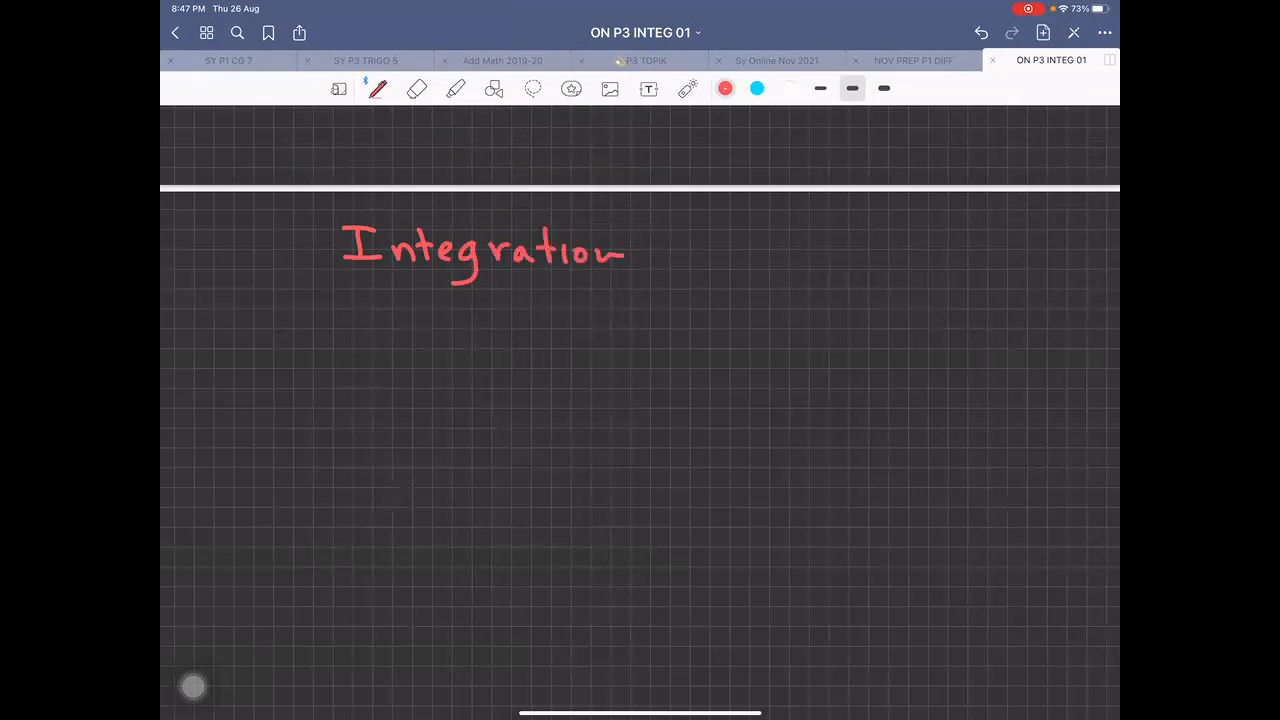 8:47 PM Thu 26 Aug
73%
ON P3 INTEG 01
SY P1 CG 7
SY P3 TRIGO 5
Add Math 2019-20
P3 TOPIK
Sy Online Nov 2021
NOV PREP P1 DIFF
ON P3 INTEG 01
T
Integration